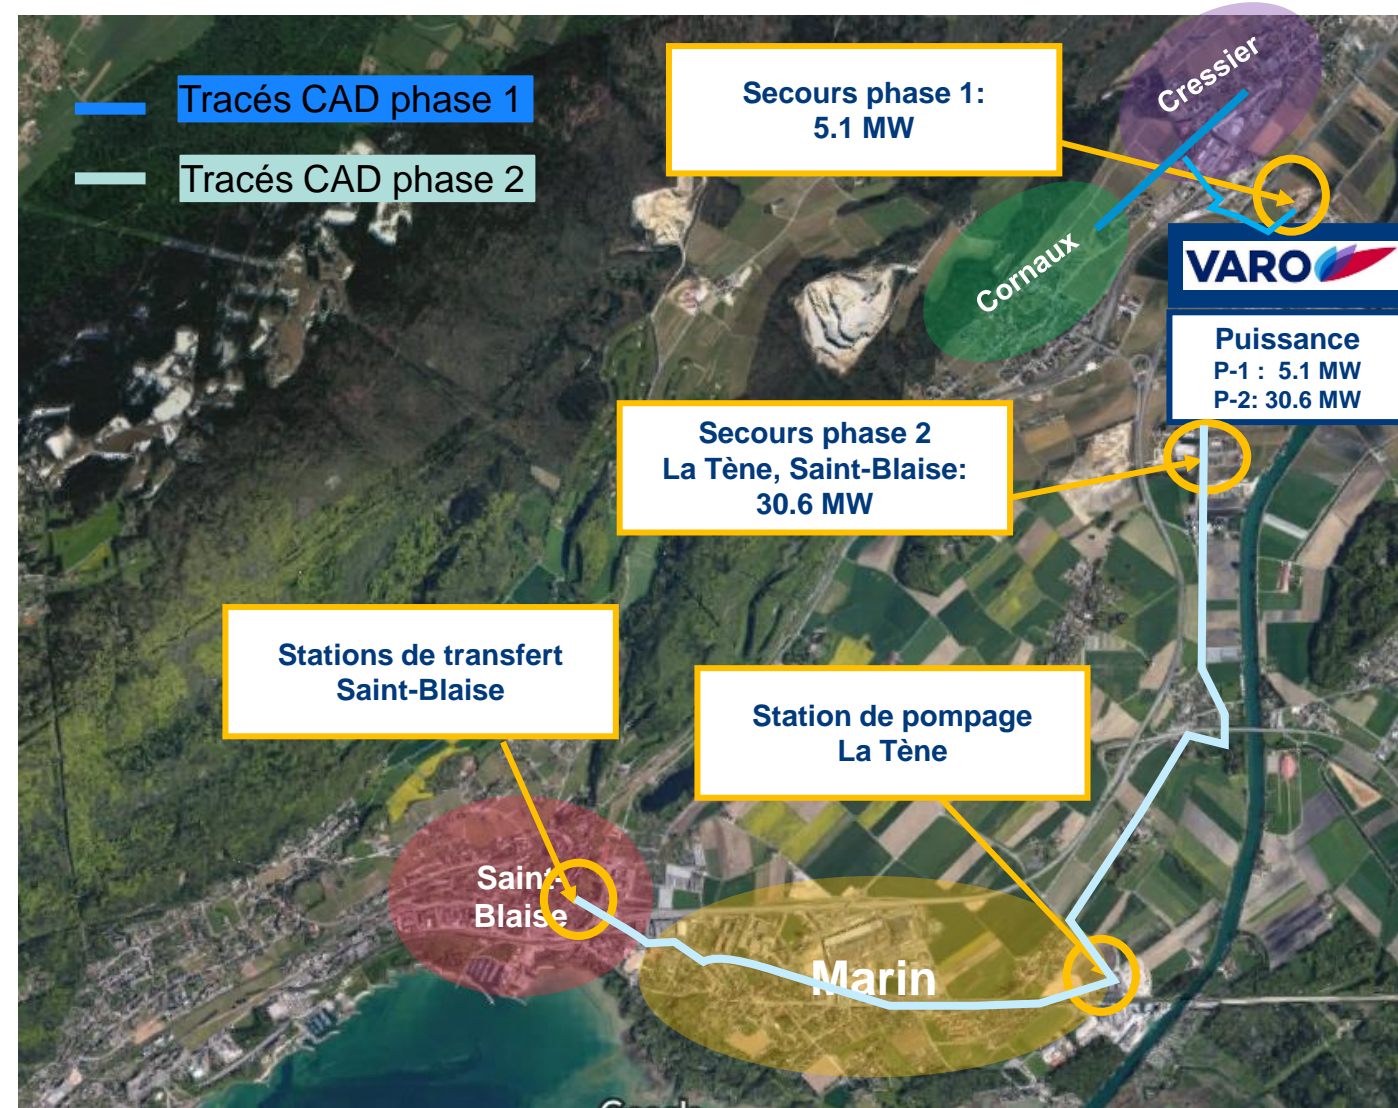 Tracés CAD phase 1
Tracés CAD phase 2
Secours phase 1:
5.1 MW
Cressier
Cornaux
VARO
Puissance
P-1 : 5.1 MW
P-2: 30.6 MW
Secours phase 2
La Tène, Saint-Blaise:
30.6 MW
Stations de transfert
Saint-Blaise
Station de pompage
La Tène
Saint-
Blaise
Marin